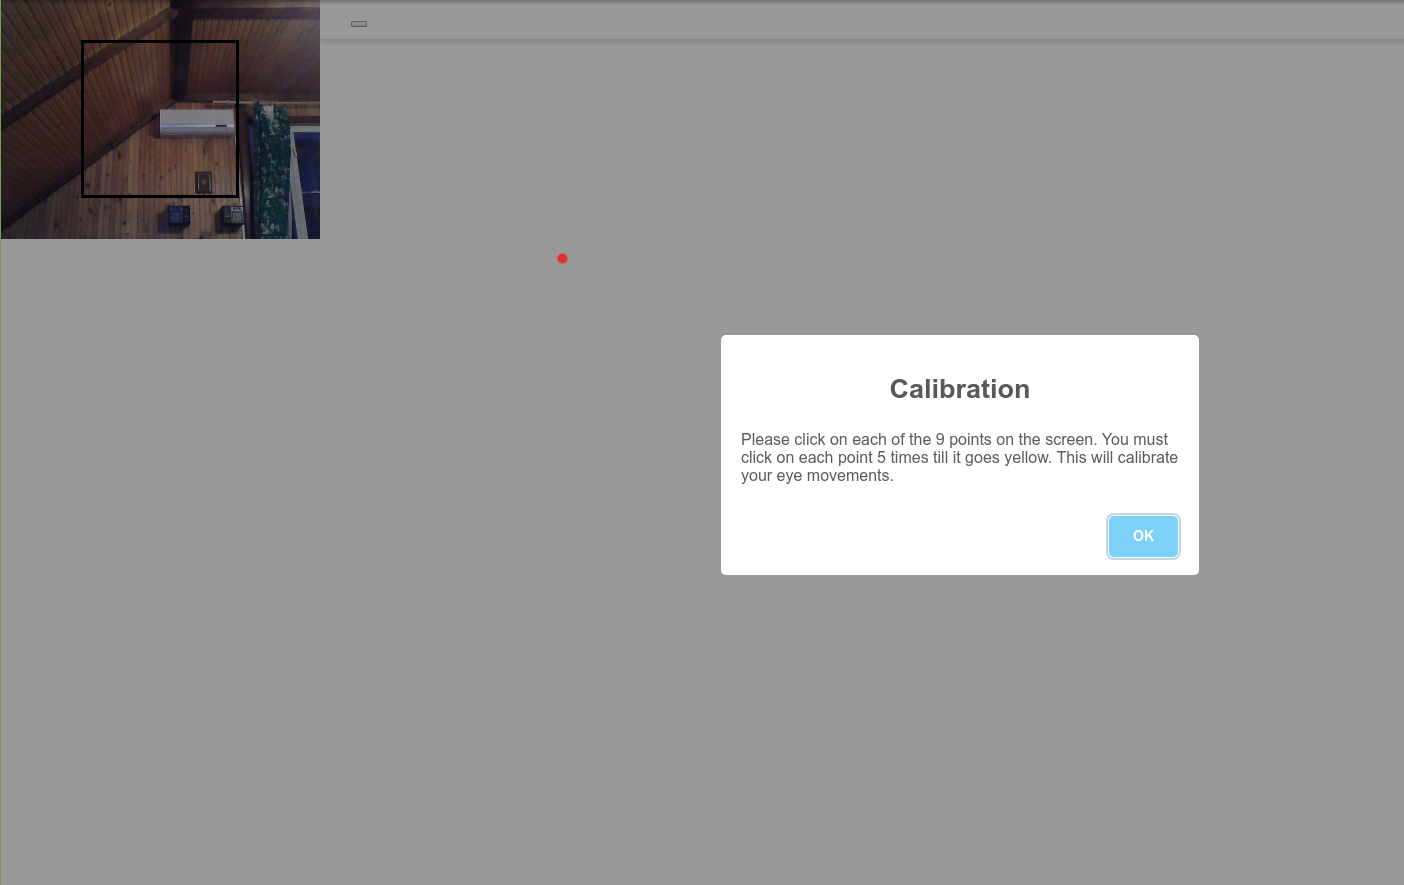 Calibration
Please click on each of the 9 points on the screen. You must
click on each point 5 times till it goes yellow. This will calibrate
your eye movements.
OK